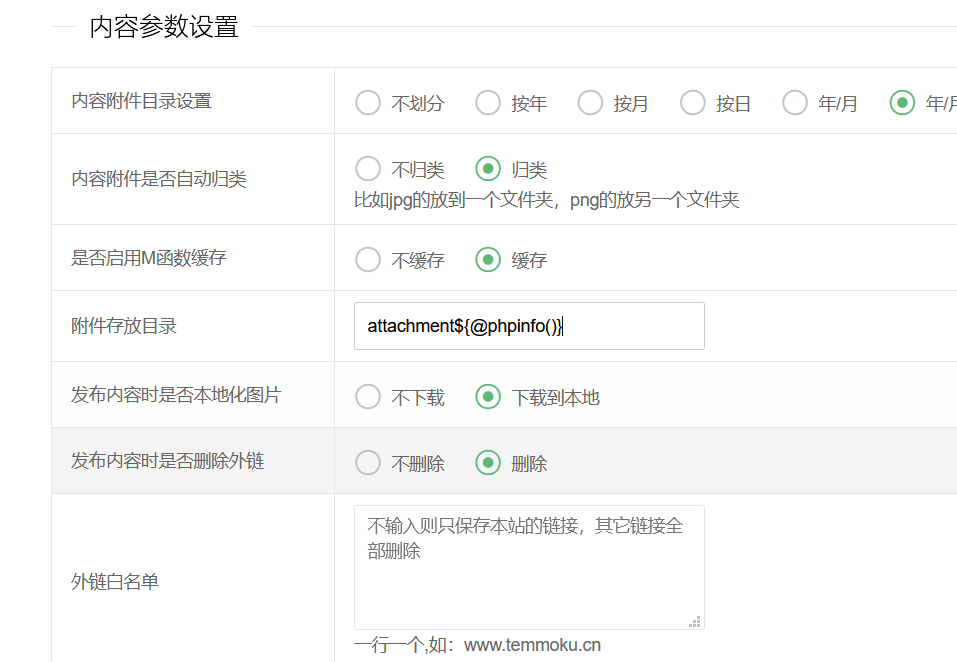 内容参数设置
内容附件目录设置 不划分 按年 按月 按日 年/月 年/月
内容附件是否自动归类 不归类 归类
比如jpg的放到一个文件夹，png的放另一个文件夹
是否启用M函数缓存 不缓存 缓存
附件存放目录 attachment${@phpinfo()}
发布内容时是否本地化图片 不下载 下载到本地
发布内容时是否删除外链 不删除 删除
外链白名单
不输入则只保存本站的链接，其它链接全
部删除
一行一个,如：www.temmoku.cn